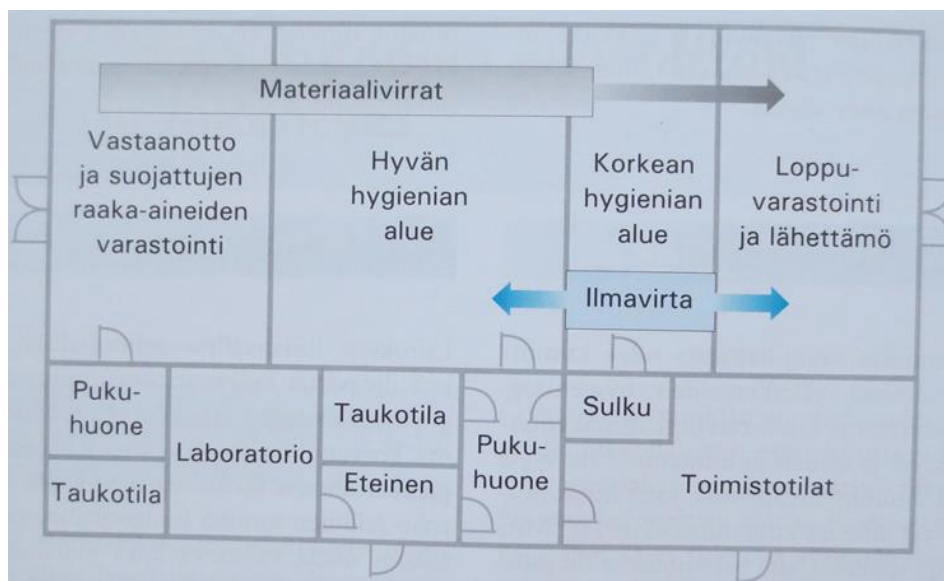 Materiaalivirrat
Vastaanotto
ja suojattujen
raaka-aineiden
varastointi
Hyvän
hygienian
alue
Korkean
hygienian
alue
Loppu-
varastointi
ja lähettämö
Ilmavirta
Puku-
huone
Taukotila
Laboratorio
Taukotila
Eteinen
Puku-
huone
Sulku
Toimistotilat